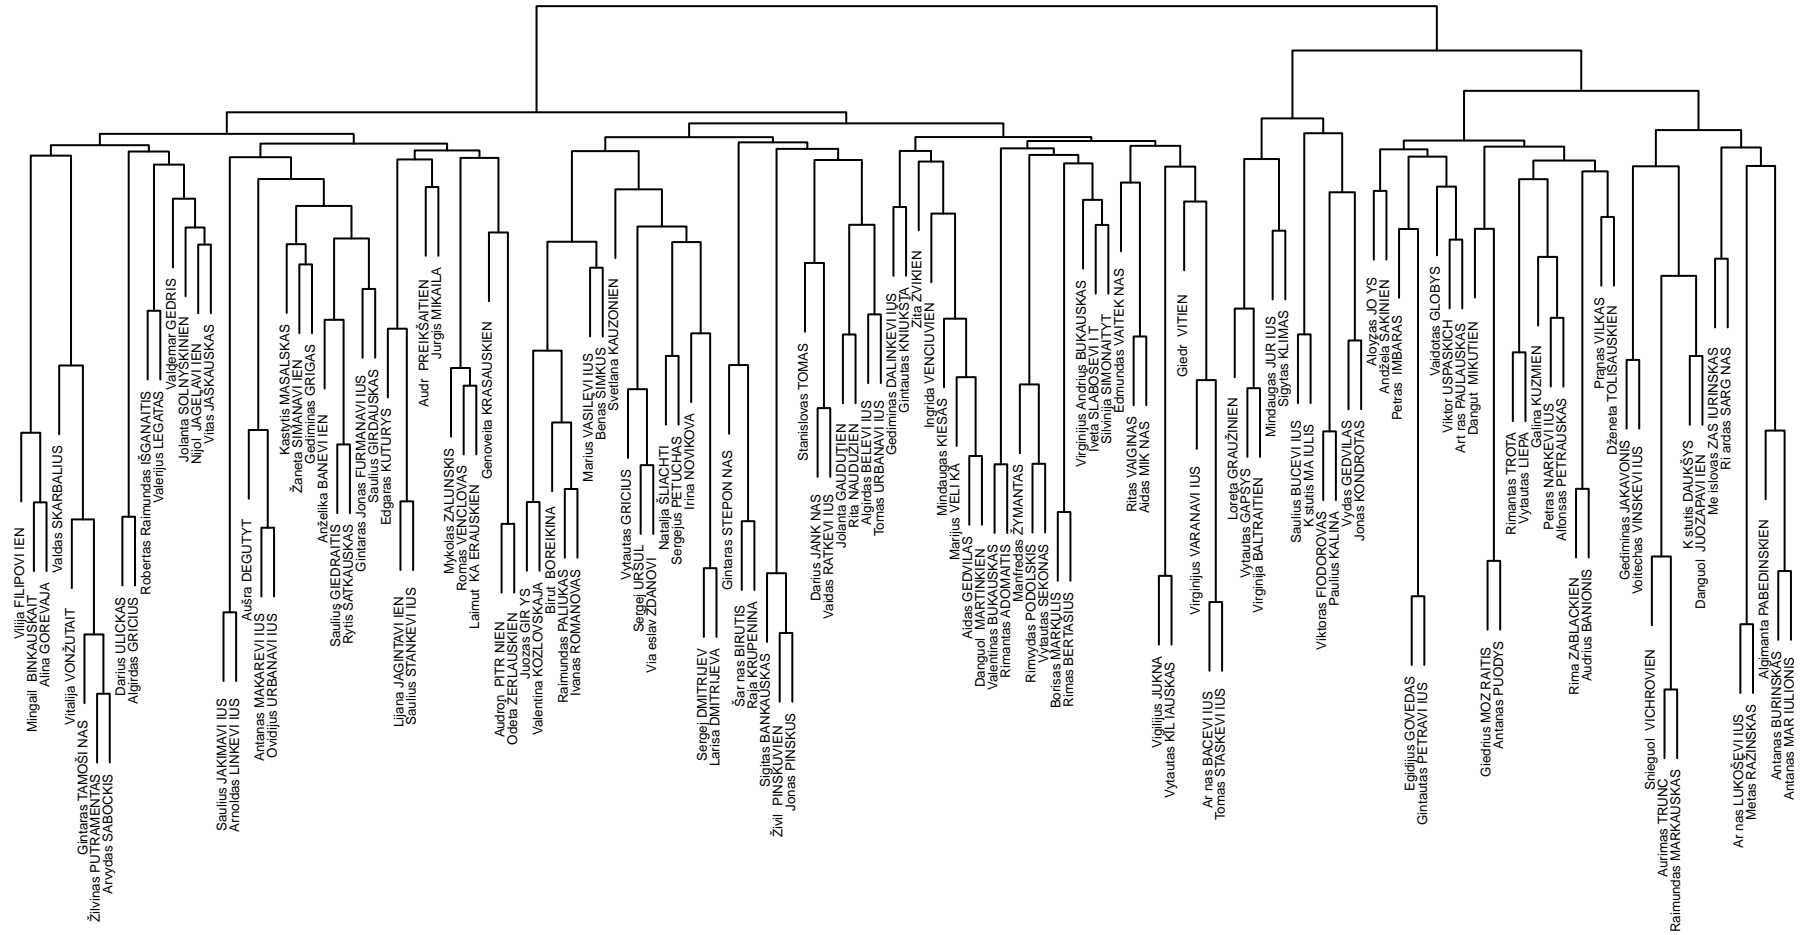 Vilija FILIPOVI IEN
Mingail  BINKAUSKAIT
Alina GOREVAJA
Valdas SKARBALIUS
Vitalija VONŽUTAIT
Gintaras TAMOŠI NAS
Žilvinas PUTRAMENTAS
Arvydas SABOCKIS
Darius ULICKAS
Algirdas GRICIUS
Robertas Raimundas IŠGANAITIS
Valerijus LEGATAS
Valdemar GEDRIS
Jolanta SOLNYŠKINIEN
Nijol  JAGELAVI IEN
Vitas JAŠKAUSKAS
Saulius JAKIMAVI IUS
Arnoldas LINKEVI IUS
Aušra DEGUTYT
Antanas MAKAREVI IUS
Ovidijus URBANAVI IUS
Kastytis MASALSKAS
Žaneta SIMANAVI IEN
Gediminas GRIGAS
Anželika BANEVI IEN
Saulius GIEDRAITIS
Rytis ŠATKAUSKAS
Gintaras Jonas FURMANAVI IUS
Saulius GIRDAUSKAS
Edgaras KUTURYS
Lijana JAGINTAVI IEN
Saulius STANKEVI IUS
Audr  PREIKŠAITIEN
Jurgis MIKAILA
Mykolas ZALUNSKIS
Romas VENCLOVAS
Laimut  KA ERAUSKIEN
Genoveita KRASAUSKIEN
Audron  PITR NIEN
Odeta ŽERLAUSKIEN
Juozas GIR YS
Valentina KOZLOVSKAJA
Birut  BOREIKINA
Raimundas PALIUKAS
Ivanas ROMANOVAS
Marius VASILEVI IUS
Benas ŠIMKUS
Svetlana KAUZONIEN
Vytautas GRICIUS
Sergej URSUL
Via eslav ŽDANOVI
Natalja ŠLIACHTI
Sergejus PETUCHAS
Irina NOVIKOVA
Sergej DMITRIJEV
Larisa DMITRIJEVA
Gintaras STEPON NAS
Šar nas BIRUTIS
Raja KRUPENINA
Sigitas BANKAUSKAS
Živil  PINSKUVIEN
Jonas PINSKUS
Stanislovas TOMAS
Darius JANK NAS
Vaidas RATKEVI IUS
Jolanta GAUDUTIEN
Rita NAUDUŽIEN
Algirdas BELEVI IUS
Tomas URBANAVI IUS
Gediminas DALINKEVI IUS
Gintautas KNIUKŠTA
Zita ŽVIKIEN
Ingrida VENCIUVIEN
Mindaugas KIESAS
Marijus VELI KA
Aidas GEDVILAS
Danguol  MARTINKIEN
Valentinas BUKAUSKAS
Rimantas ADOMAITIS
Manfredas ŽYMANTAS
Rimvydas PODOLSKIS
Vytautas SEKONAS
Borisa MARKULIS
Rimas BERTAŠIUS
Virginijus Andrius BUKAUSKAS
Iveta SLABOŠEVI I T
Silvinija SIMONAITYT
Edmundas VAITEK NAS
Ritas VAIGINAS
Aidas MIK NAS
Vigilijus JUKNA
Vytautas KIL IAUSKAS
Giedr  VITIEN
Virginijus VARANAVI IUS
Ar nas BACEVI IUS
Tomas STAŠKEVI IUS
Loreta GRAUŽINIEN
Vytautas GAPŠYS
Virginija BALTRAITIEN
Mindaugas JUR IUS
Sigytas KLIMAS
Saulius BUCEVI IUS
K stutis MA IULIS
Viktoras FIODOROVAS
Paulius KALINA
Vydas GEDVILAS
Jonas KONDROTAS
Aloyzas JO YS
Andžela ŠAKINIEN
Petras  IMBARAS
Egidijus GOVEDAS
Gintautas PETRAVI IUS
Vaidotas GLOBYS
Viktor USPASKICH
Art ras PAULAUSKAS
Dangut  MIKUTIEN
Giedrius MOZ RAITIS
Antanas PUODYS
Rimantas TROTA
Vytautas LIEPA
Galina KUZMIEN
Petras NARKEVI IUS
Alfonsas PETRAUSKAS
Rima ZABLACKIEN
Audrius BANIONIS
Pranas VILKAS
Dženeta TOLIŠAUSKIEN
Gediminas JAKAVONIS
Voitechas VINSKEVI IUS
Snieguol  VICHROVIEN
Aurimas TRUNC
Raimundas MARKAUSKAS
K stutis DAUKŠYS
Danguol  JUOZAPAVI IEN
Me islovas ZAS IURINSKAS
Ri ardas SARG NAS
Ar nas LUKOŠEVI IUS
Metas RAŽINSKAS
Algimanta PABEDINSKIEN
Antanas BURINSKAS
Antanas MAR IULIONIS